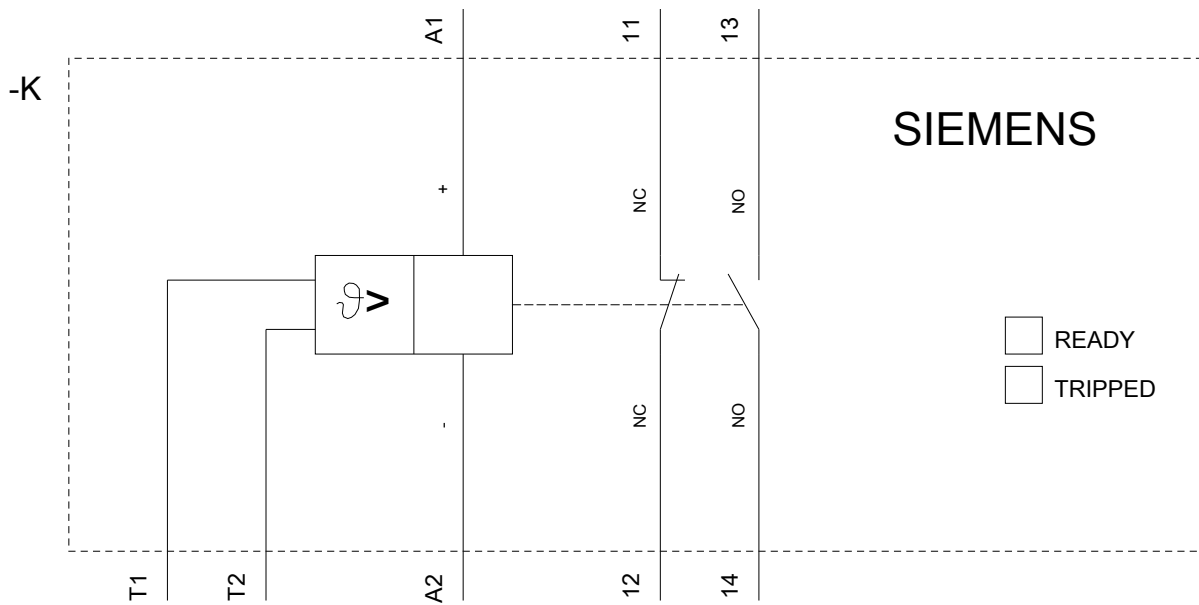 A1
11
13
-K
SIEMENS
+
NC
NO
ϑ>
READY
TRIPPED
-
NC
NO
T1
T2
A2
12
14